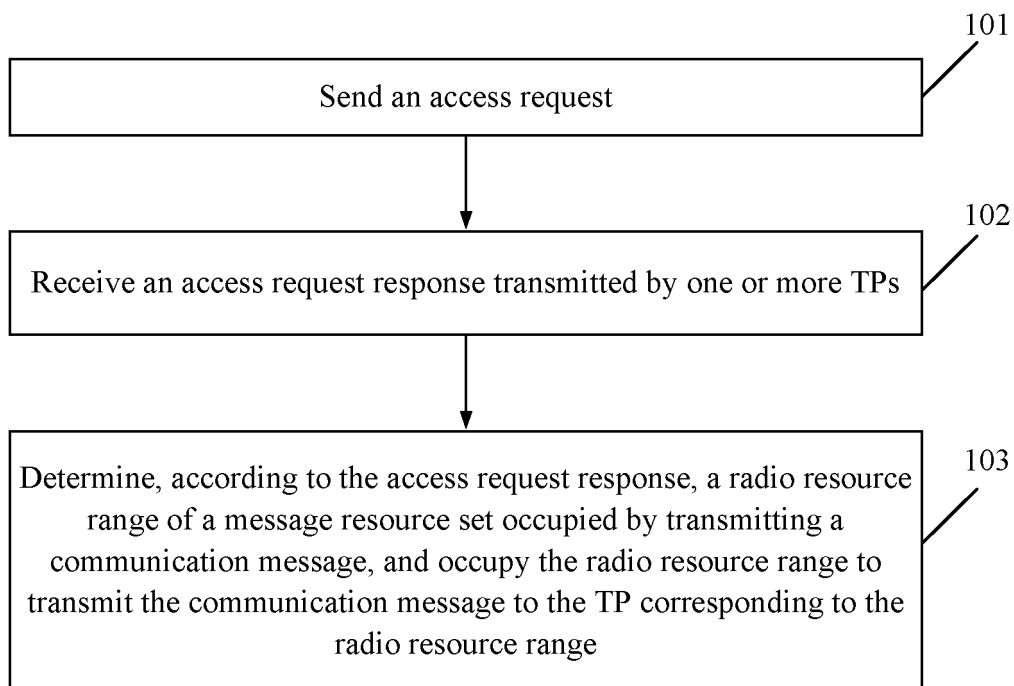 101
Send an access request
102
Receive an access request response transmitted by one or more TPs
103
Determine, according to the access request response, a radio resource
range of a message resource set occupied by transmitting a
communication message, and occupy the radio resource range to
transmit the communication message to the TP corresponding to the
radio resource range